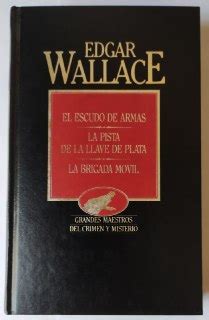 EDGAR
WALLACE
EL ESCUDO DE ARMAS
LA PISTA
DE LA LLAVE DE PLATA
LA BRIGADA MOVIL
GRANDES MAESTROS
DEL CRIMEN Y MISTERIO